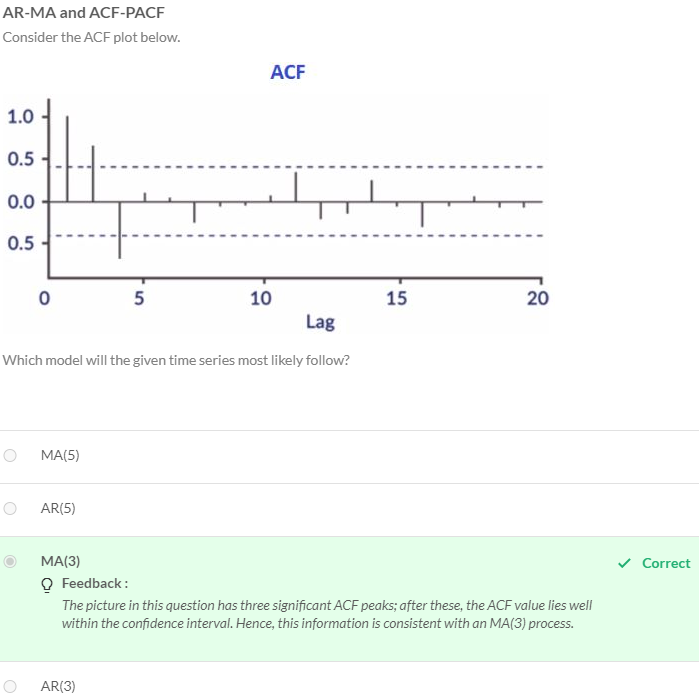 AR-MA and ACF-PACF
Consider the ACF plot below.
ACF
1.0
0.5
0.0
0.5
0 5 10 15 20
Lag
Which model will the given time series most likely follow?
MA(5)
AR(5)
MA(3)
Correct
Feedback :
The picture in this question has three significant ACF peaks; after these, the ACF value lies well
within the confidence interval. Hence, this information is consistent with an MA(3) process.
AR(3)